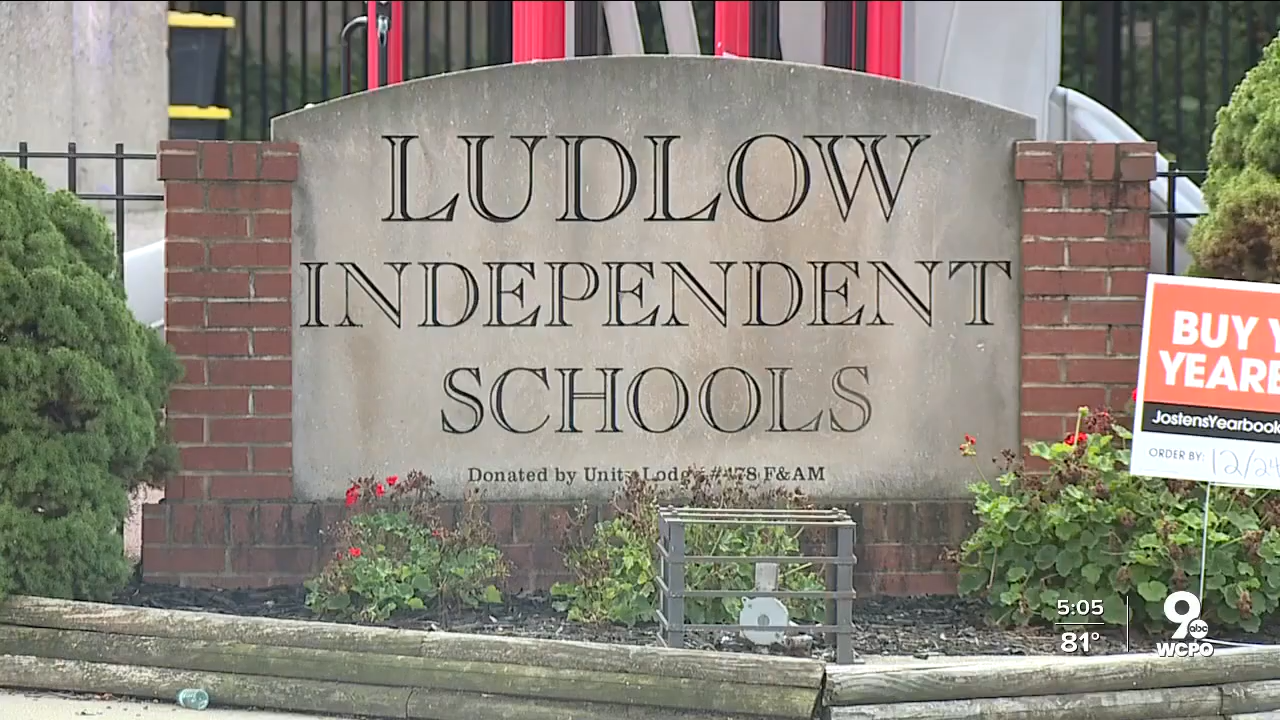 LUDLOW
INDEPENDENT
SCHOOLS
Donated by Unity Lodge #478 F&AM
BUY
YEARB
JostensYearbook
ORDER BY: 12/24
5:05
81°
9
abc
WCPO